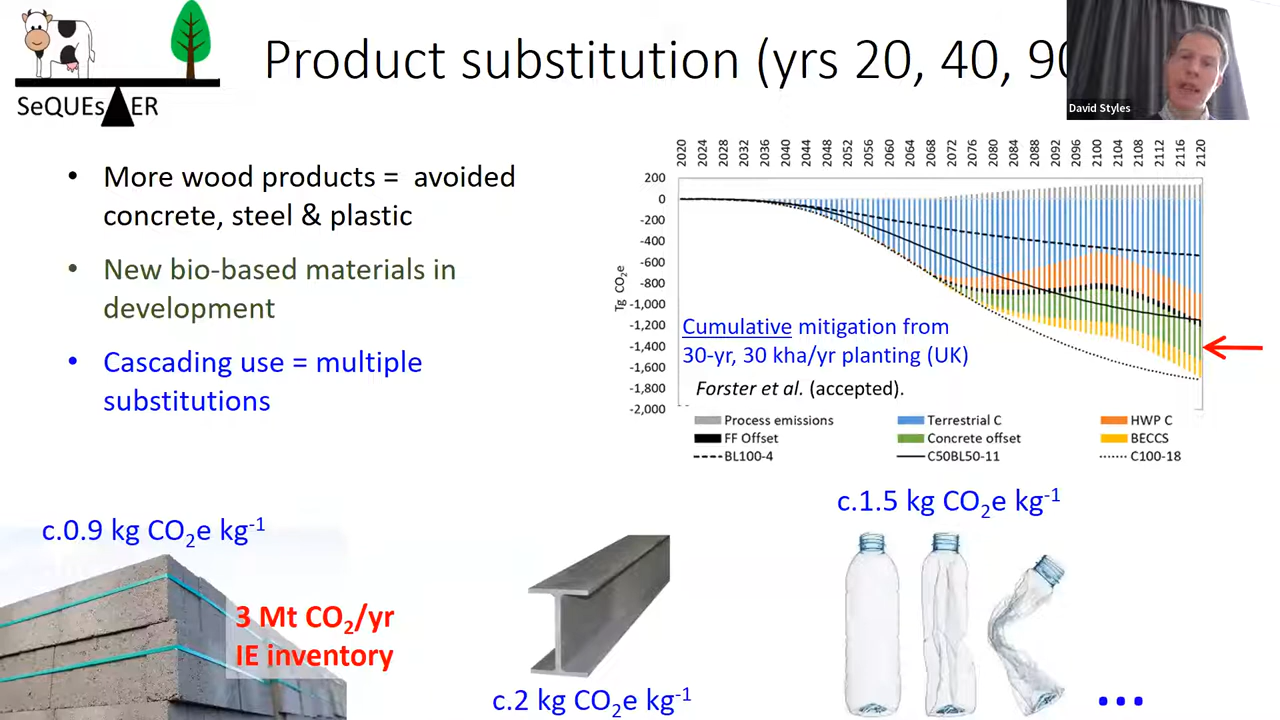 SeQUEsTER
Product substitution (yrs 20, 40, 90
David Styles
• More wood products = avoided
concrete, steel & plastic
• New bio-based materials in
development
• Cascading use = multiple
substitutions
2020 2024 2028 2032 2036 2040 2044 2048 2052 2056 2060 2064 2068 2072 2076 2080 2084 2088 2092 2096 2100 2104 2108 2112 2116 2120
200
0
-200
-400
-600
-800
-1,000
-1,200
-1,400
-1,600
-1,800
-2,000
Tg CO₂e
Cumulative mitigation from
30-yr, 30 kha/yr planting (UK)
Forster et al. (accepted).
Process emissions Terrestrial C HWP C
FF Offset Concrete offset BECCS
BL100-4 C50BL50-11 C100-18
c.0.9 kg CO₂e kg⁻¹
3 Mt CO₂/yr
IE inventory
c.2 kg CO₂e kg⁻¹
c.1.5 kg CO₂e kg⁻¹
...